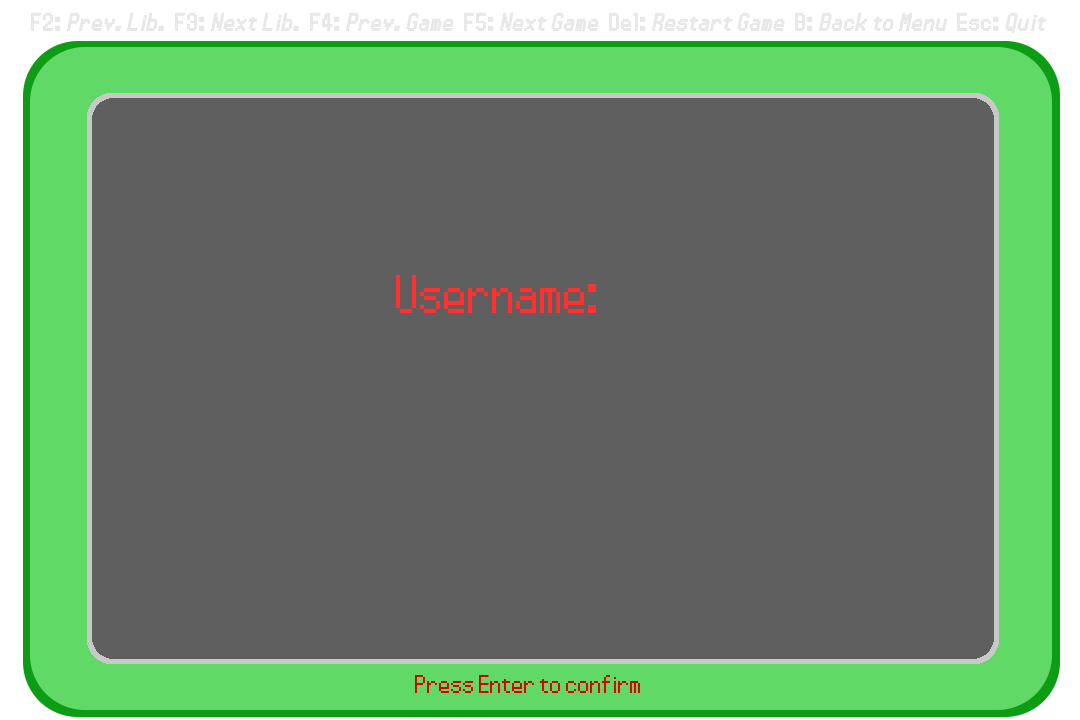 F2: Prev. Lib. F3: Next Lib. F4: Prev. Game F5: Next Game Del: Restart Game B: Back to Menu Esc: Quit
Username:
Press Enter to confirm